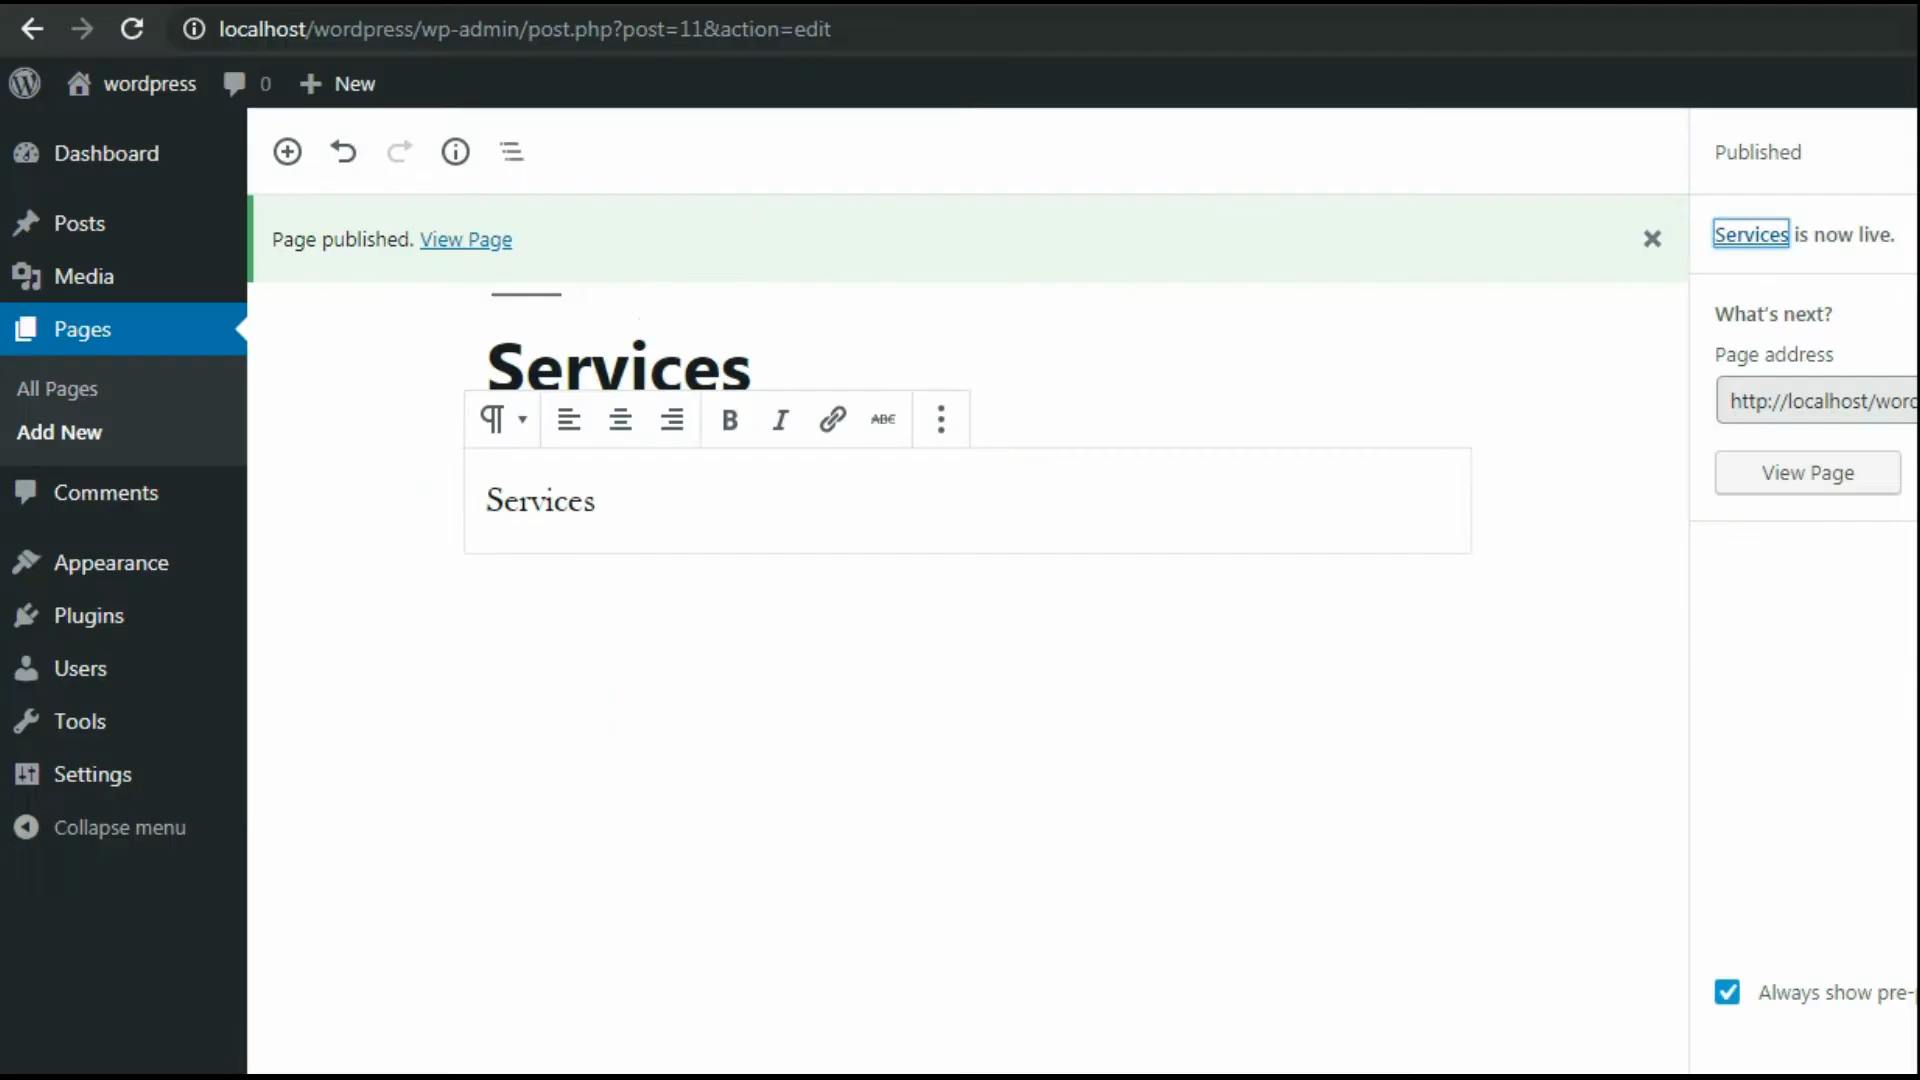 localhost/wordpress/wp-admin/post.php?post=11&action=edit
wordpress 0 New
Dashboard
Posts
Media
Pages
All Pages
Add New
Comments
Appearance
Plugins
Users
Tools
Settings
Collapse menu
Page published. View Page
Services
B I ABC
Services
Published
Services is now live.
What's next?
Page address
http://localhost/word
View Page
Always show pre-